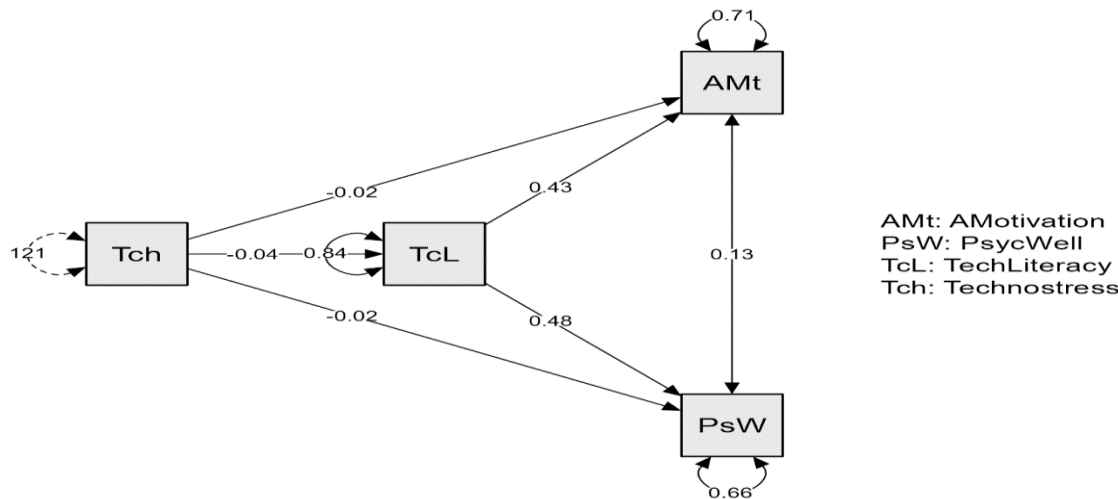 0.71
AMt
-0.02
0.43
121
Tch
-0.04
0.84
TcL
0.13
-0.02
0.48
PsW
0.66
AMt: AMotivation
PsW: PsycWell
TcL: TechLiteracy
Tch: Technostress